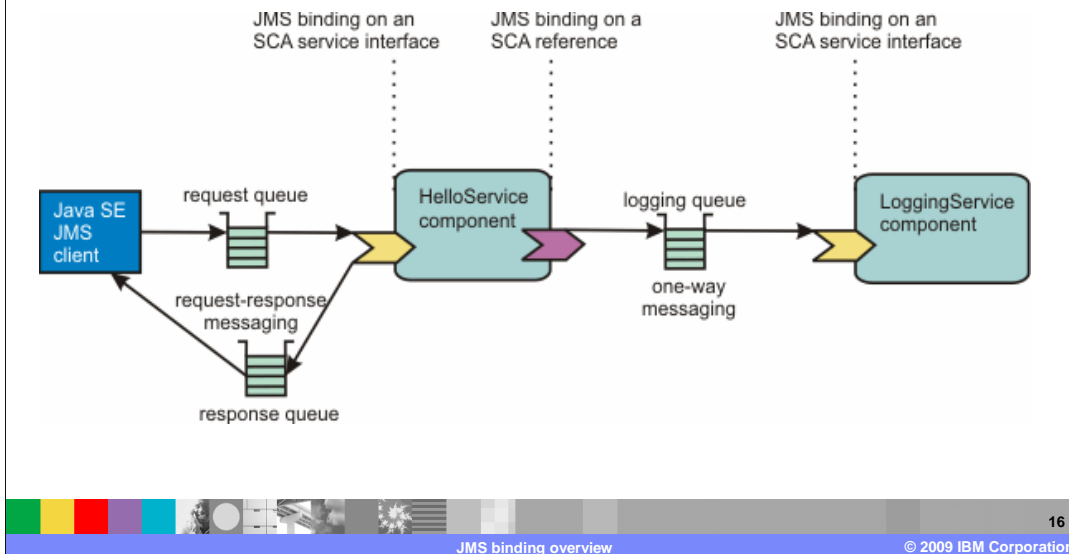 JMS binding on an
SCA service interface
JMS binding on a
SCA reference
JMS binding on an
SCA service interface
Java SE
JMS
client
request queue
HelloService
component
logging queue
LoggingService
component
request-response
messaging
one-way
messaging
response queue
16
JMS binding overview
© 2009 IBM Corporation